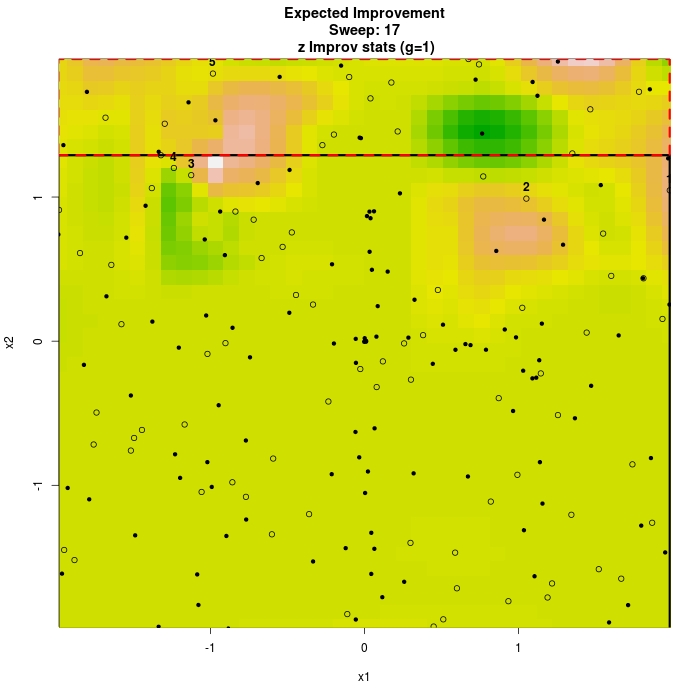 Expected Improvement
Sweep: 17
z Improv stats (g=1)
5
4
3
2
1
0
-1
x2
-1 0 1
x1